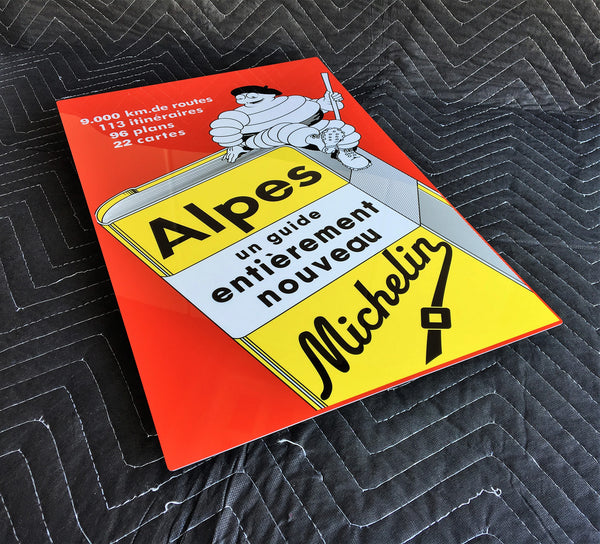 9.000 km.de routes
113 itinéraires
96 plans
22 cartes
Alpes
un guide
entièrement
nouveau
Michelin